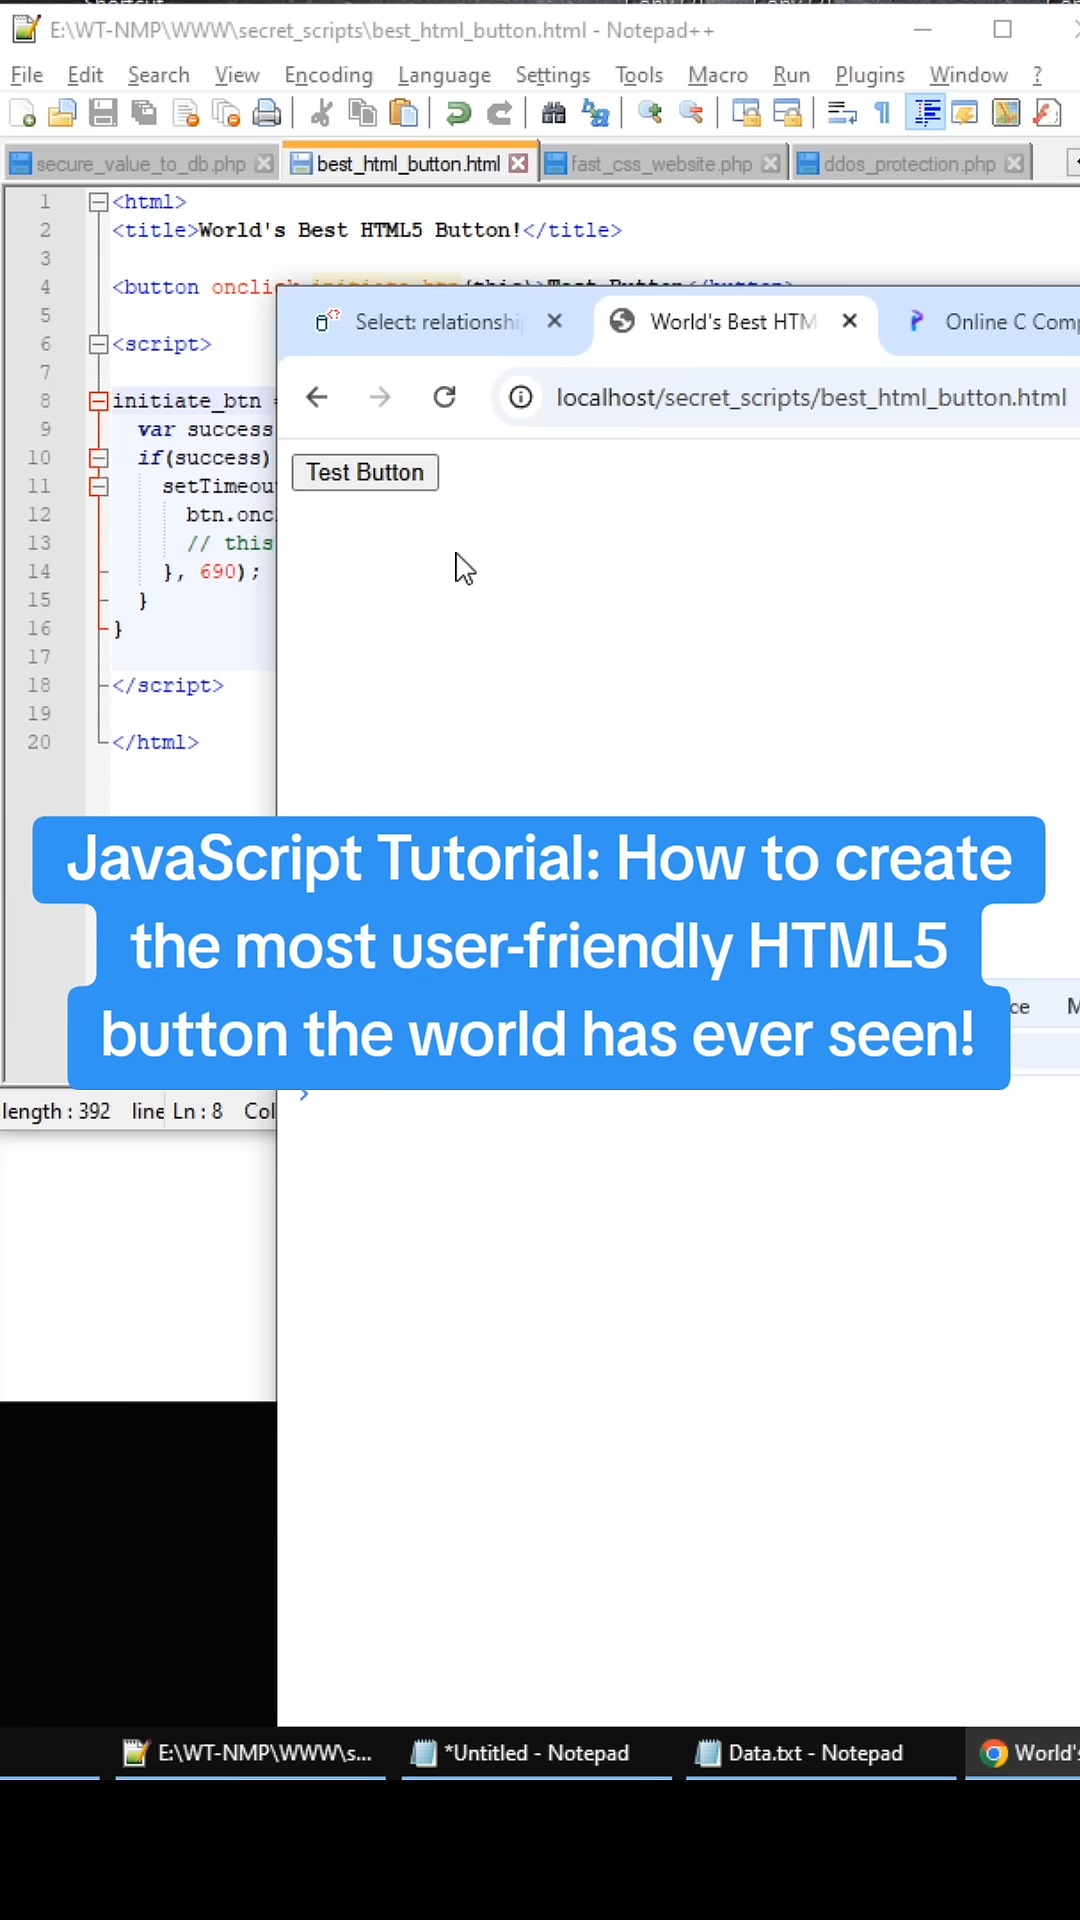 E:\WT-NMP\WWW\secret_scripts\best_html_button.html - Notepad++
File Edit Search View Encoding Language Settings Tools Macro Run Plugins Window ?
secure_value_to_db.php best_html_button.html fast_css_website.php ddos_protection.php
1 <html>
2 <title>World's Best HTML5 Button!</title>
3
4 <button onclic
5
6 <script>
7
8 initiate_btn
9 var success
10 if(success)
11 setTimeou
12 btn.onc
13 // this
14 }, 690);
15 }
16 }
17
18 </script>
19
20 </html>
Select: relationshi World's Best HTM Online C Comp
localhost/secret_scripts/best_html_button.html
Test Button
JavaScript Tutorial: How to create
the most user-friendly HTML5
button the world has ever seen!
ce M
length : 392 line Ln : 8 Col
E:\WT-NMP\WWW\s... *Untitled - Notepad Data.txt - Notepad World's